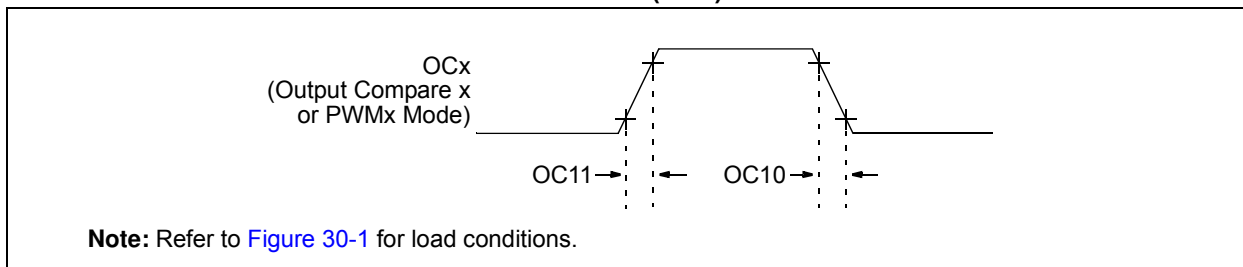 OCx
(Output Compare x
or PWMx Mode)
OC11
OC10
Note: Refer to Figure 30-1 for load conditions.